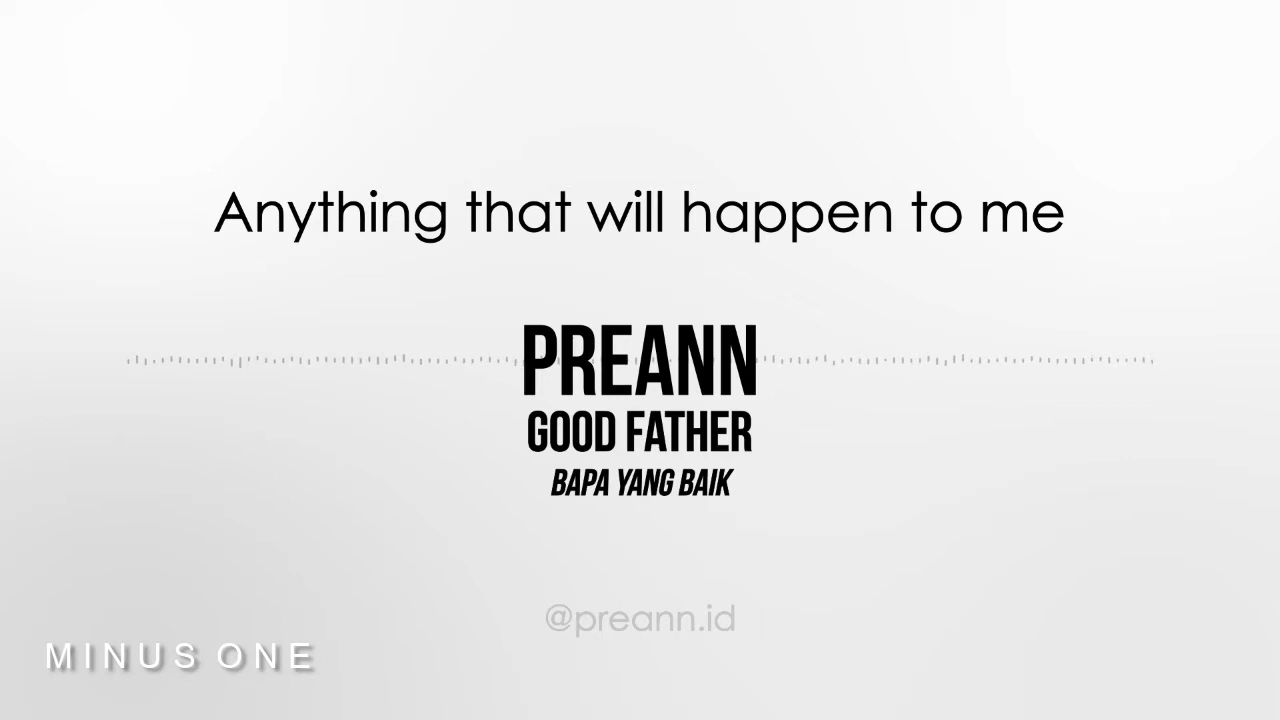 Anything that will happen to me
PREANN
GOOD FATHER
BAPA YANG BAIK
@preann.id
MINUS ONE